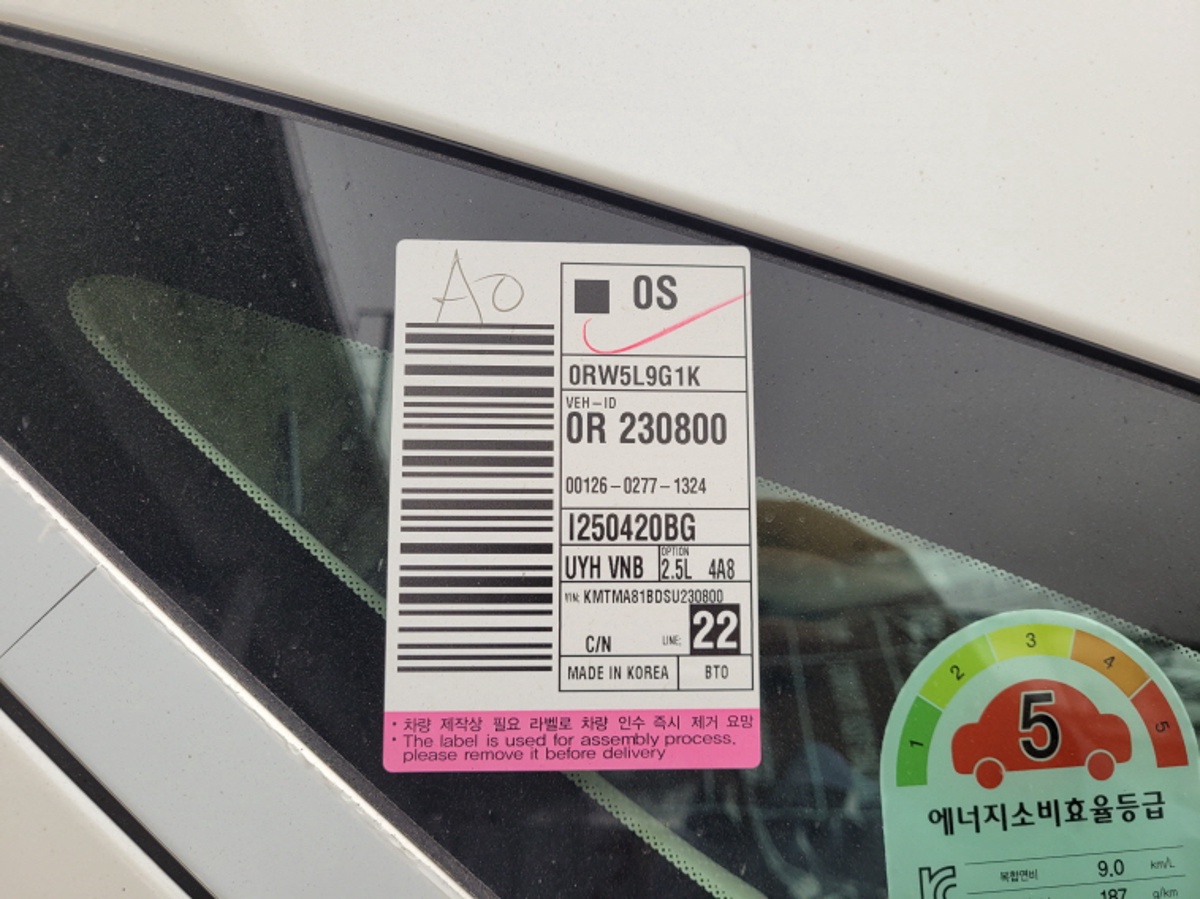 A0
0S
0RW5L9G1K
VEH-ID
0R 230800
00126-0277-1324
I250420BG
UYH VNB OPTION 2.5L 4A8
VIN: KMTMA81BDSU230800
C/N LINE: 22
MADE IN KOREA BTO
• 차량 제작상 필요 라벨로 차량 인수 즉시 제거 요망
• The label is used for assembly process,
please remove it before delivery
1 2 3 4 5
5
에너지소비효율등급
복합연비 9.0 km/L
187 g/km